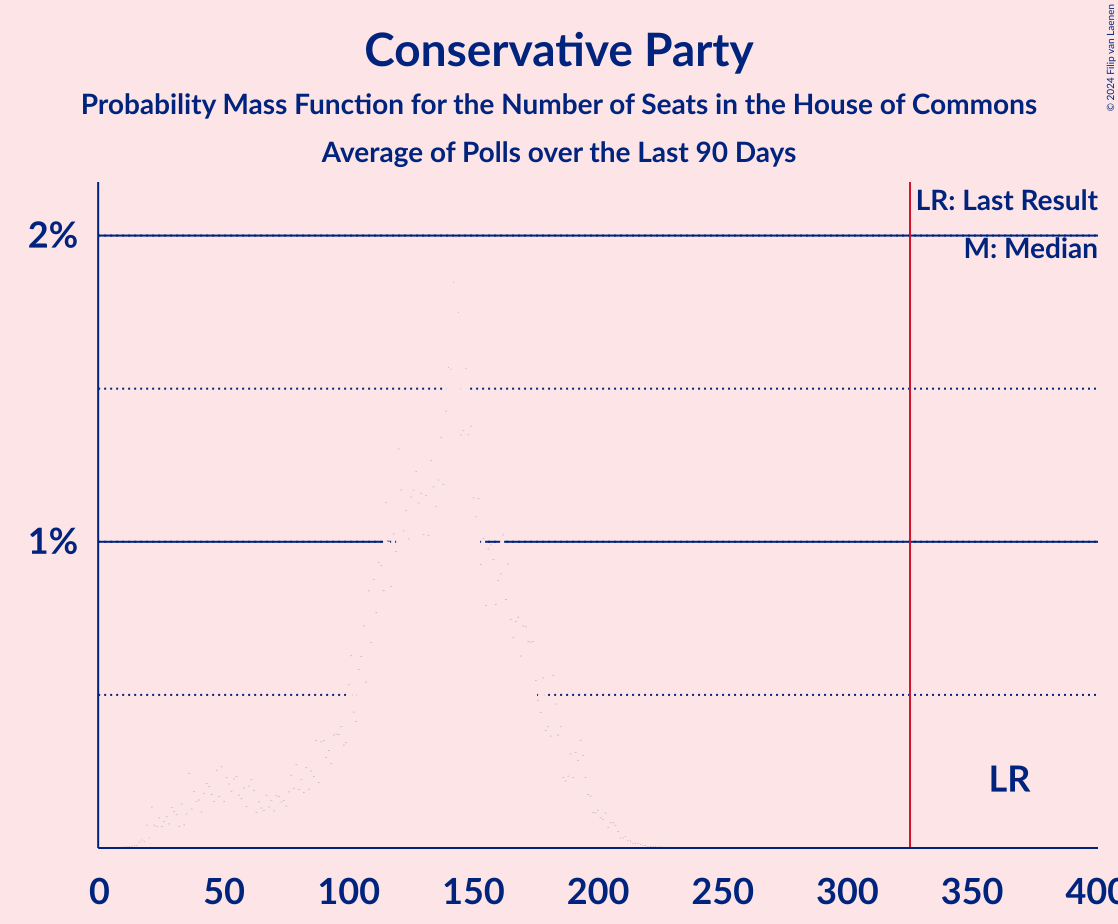 Conservative Party
Probability Mass Function for the Number of Seats in the House of Commons
Average of Polls over the Last 90 Days
© 2024 Filip van Laenen
LR: Last Result
M: Median
2%
1%
LR
0 50 100 150 200 250 300 350 400